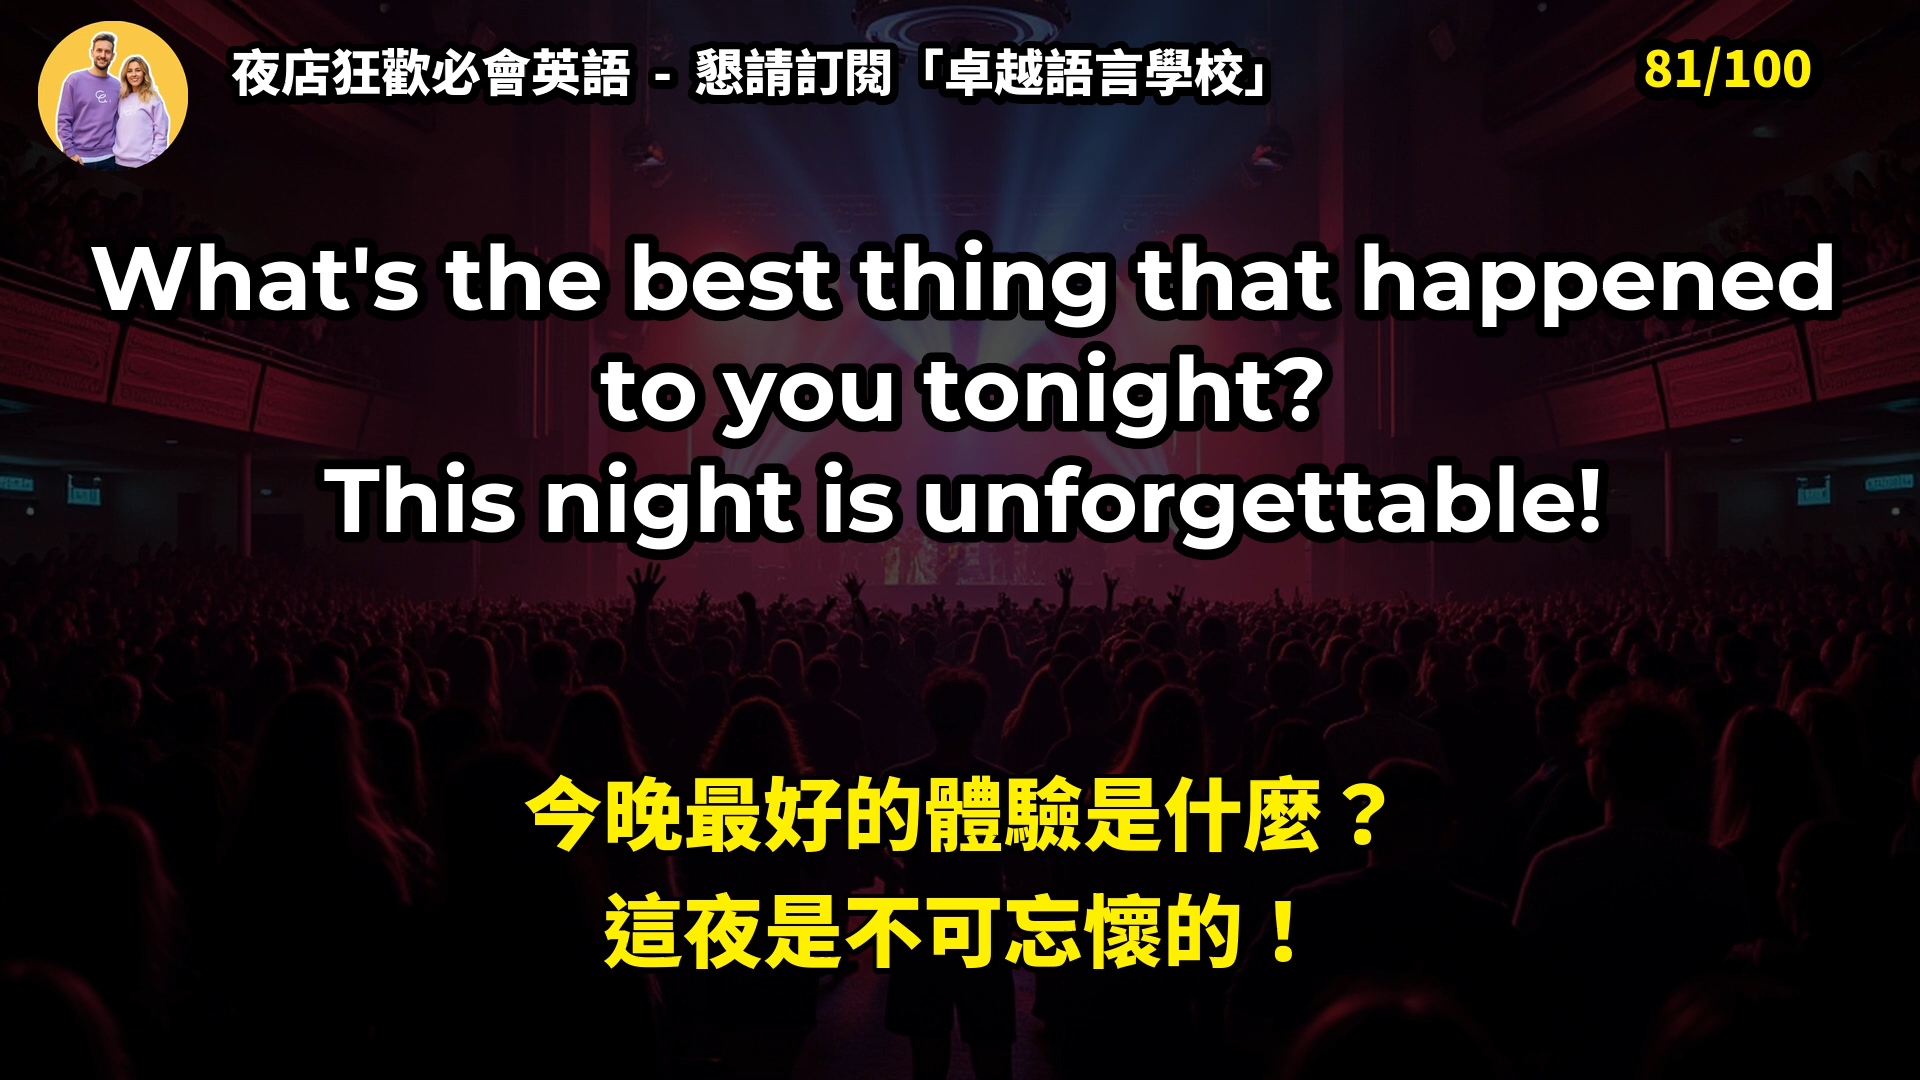 夜店狂歡必會英語 - 懇請訂閱「卓越語言學校」
81/100
What's the best thing that happened
to you tonight?
This night is unforgettable!
今晚最好的體驗是什麼？
這夜是不可忘懷的！